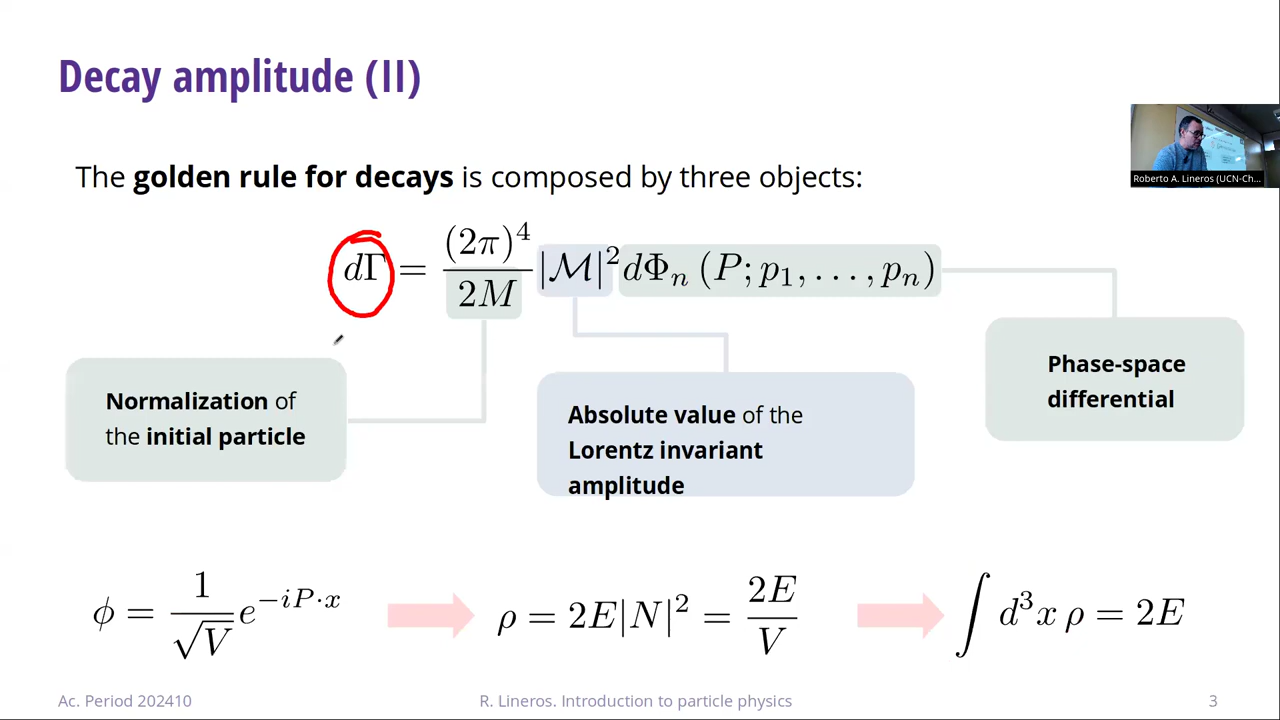 Decay amplitude (II)
The golden rule for decays is composed by three objects:
Roberto A. Lineros (UCN-Ch...
dΓ = (2π)⁴ / 2M |ℳ|² dΦₙ (P; p₁, . . . , pₙ)
Normalization of
the initial particle
Absolute value of the
Lorentz invariant
amplitude
Phase-space
differential
ϕ = 1/√V e^{−iP·x}
ρ = 2E|N|² = 2E/V
∫ d³x ρ = 2E
Ac. Period 202410
R. Lineros. Introduction to particle physics
3